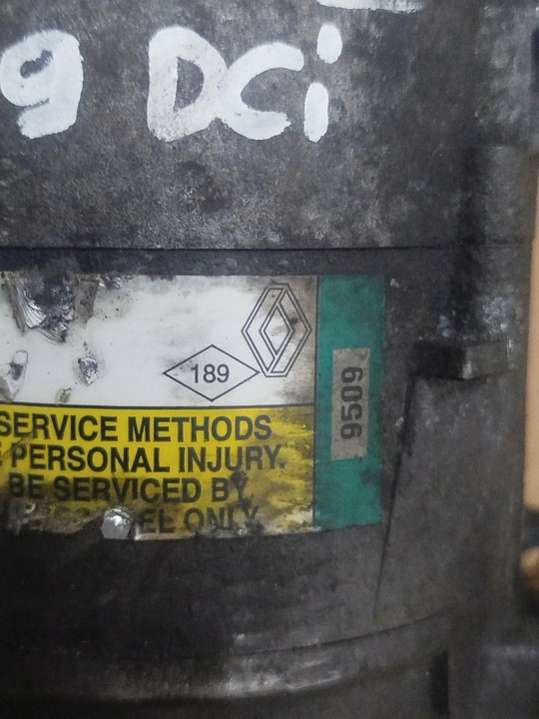 9 DCi
189
9509
SERVICE METHODS
PERSONAL INJURY.
BE SERVICED BY
EL ONLY